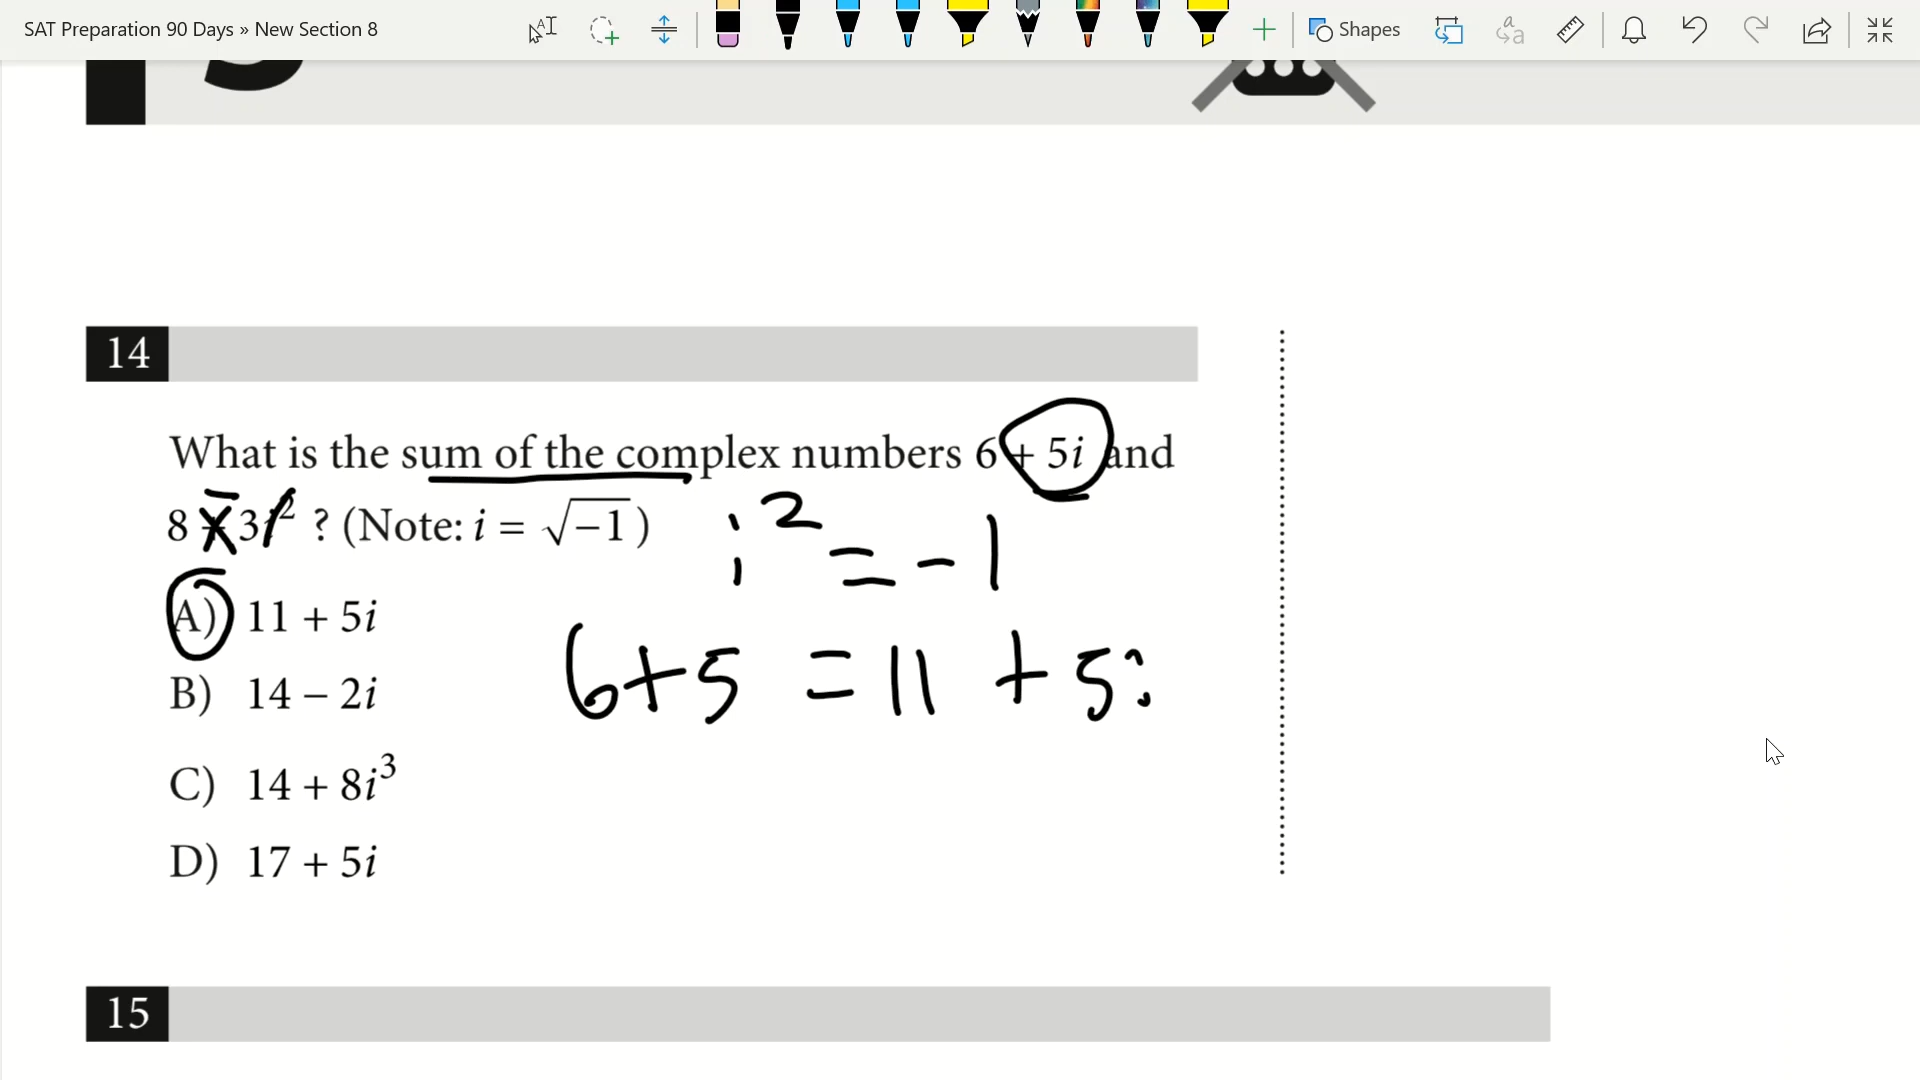 SAT Preparation 90 Days » New Section 8
Shapes
14
What is the sum of the complex numbers 6 + 5i and
8 + 3i² ? (Note: i = √−1)
i² = -1
A) 11 + 5i
6+5 = 11 + 5i
B) 14 − 2i
C) 14 + 8i³
D) 17 + 5i
15